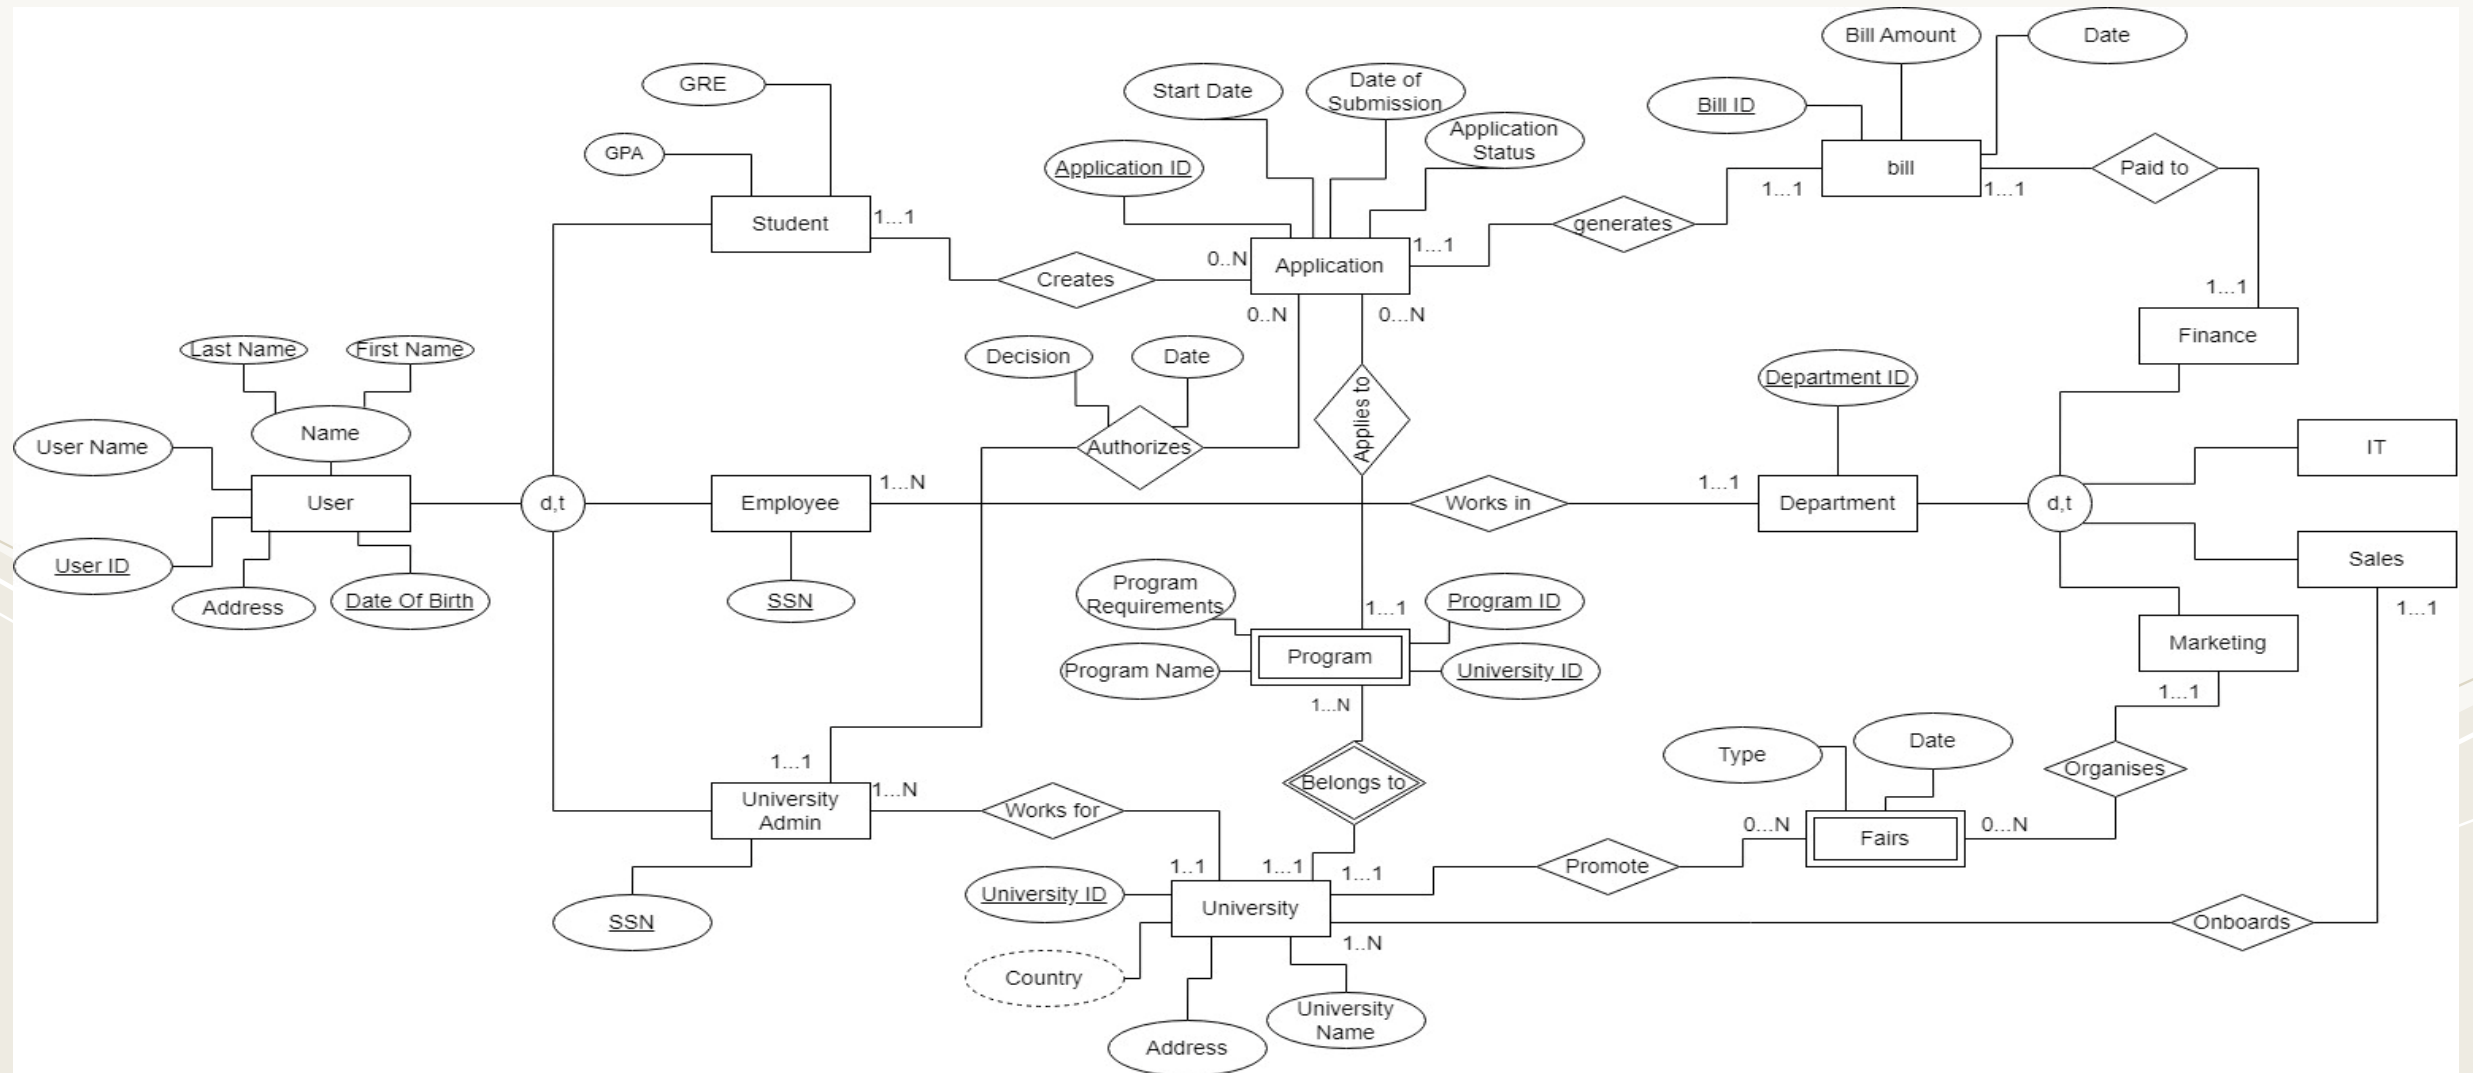 Bill Amount
Date
GRE
Start Date
Date of
Submission
Bill ID
Application
Status
GPA
Application ID
bill
Paid to
1...1
1...1
Student
1...1
generates
1...1
0..N
Application
Creates
1...1
0..N
0...N
Finance
Last Name
First Name
Decision
Date
Department ID
Applies to
User Name
Name
Authorizes
IT
1...N
1...1
User
d,t
Employee
Works in
Department
d,t
Sales
User ID
Program
Requirements
Program ID
1...1
1...1
Address
Date Of Birth
SSN
Program
Marketing
Program Name
University ID
1...N
1...1
Type
Date
1...1
Organises
Belongs to
1...N
University
Admin
Works for
0...N
0...N
Fairs
1..1
1...1
1...1
Promote
University ID
University
SSN
Onboards
1..N
Country
University
Name
Address